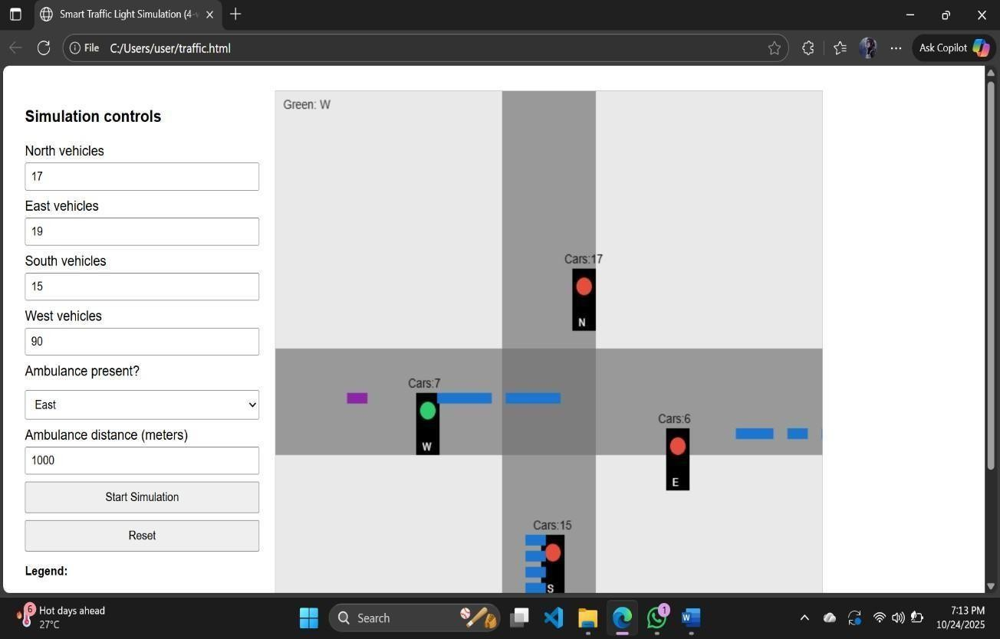 Smart Traffic Light Simulation (4-
File C:/Users/user/traffic.html
Ask Copilot
Simulation controls
North vehicles
17
East vehicles
19
South vehicles
15
West vehicles
90
Ambulance present?
East
Ambulance distance (meters)
1000
Start Simulation
Reset
Legend:
Green: W
Cars:17
N
Cars:7
W
Cars:6
E
Cars:15
S
6
Hot days ahead
27°C
Search
1
W
7:13 PM
10/24/2025